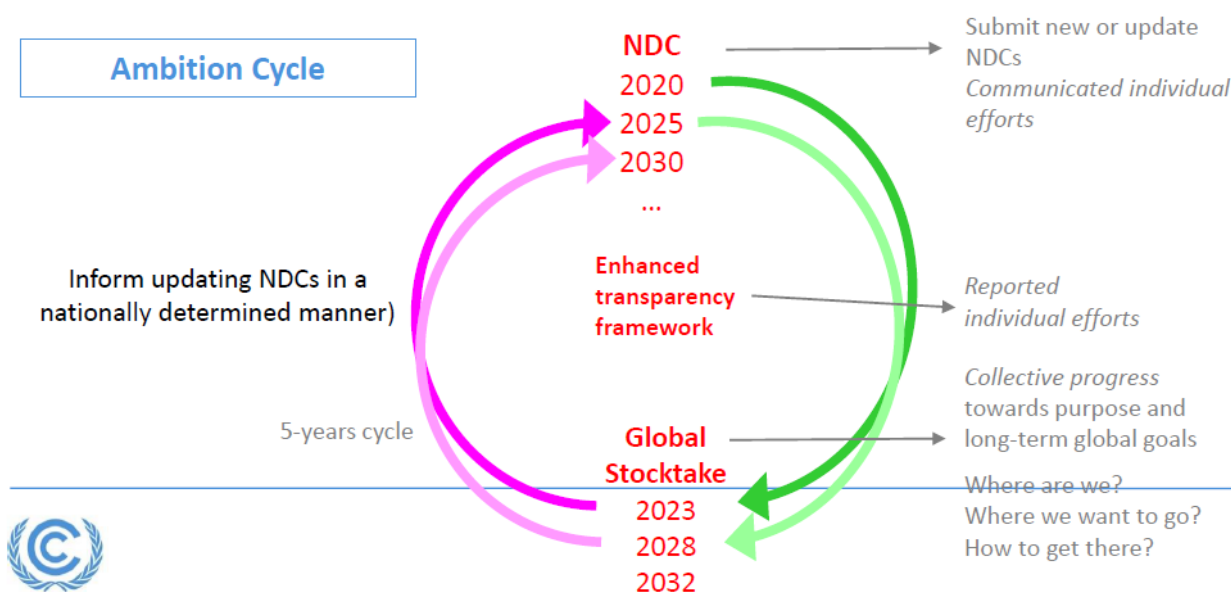 Ambition Cycle
NDC
2020
2025
2030
...
Submit new or update
NDCs
Communicated individual
efforts
Inform updating NDCs in a
nationally determined manner)
Enhanced
transparency
framework
Reported
individual efforts
5-years cycle
Global
Stocktake
2023
2028
2032
Collective progress
towards purpose and
long-term global goals
Where are we?
Where we want to go?
How to get there?